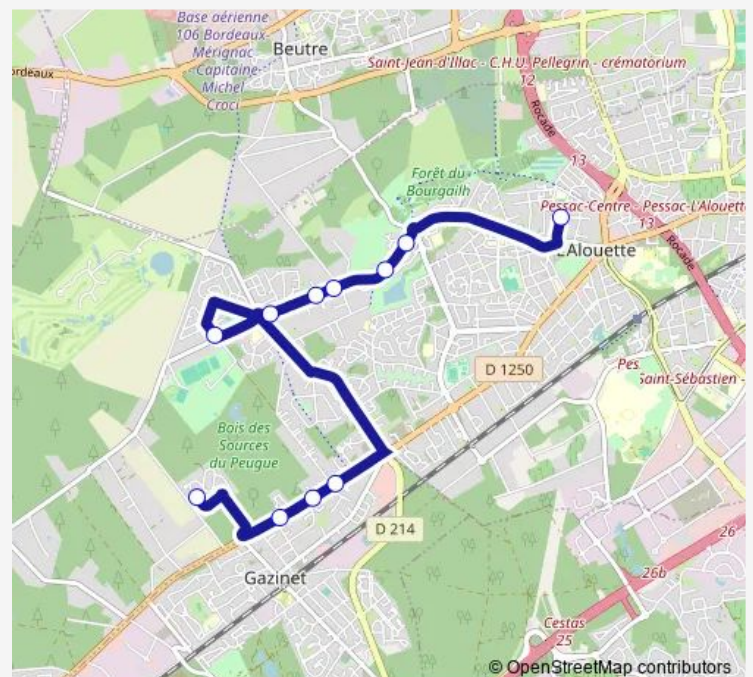 Base aérienne
106 Bordeaux
Mérignac
-Capitaine-
Michel
Croci
Beutre
ordeaux
Saint-Jean-d'Illac - C.H.U. Pellegrin - crématorium
12
Rocade
13
Forêt du
Bourgailh
Pessac-Centre - Pessac-L'Alouett
13
L'Alouette
Rocade
D 1250
Pes
Saint-Sébastien -
Bois des
Sources
du Peugue
D 214
26
Gazinet
26b
Cestas
25
© OpenStreetMap contributors